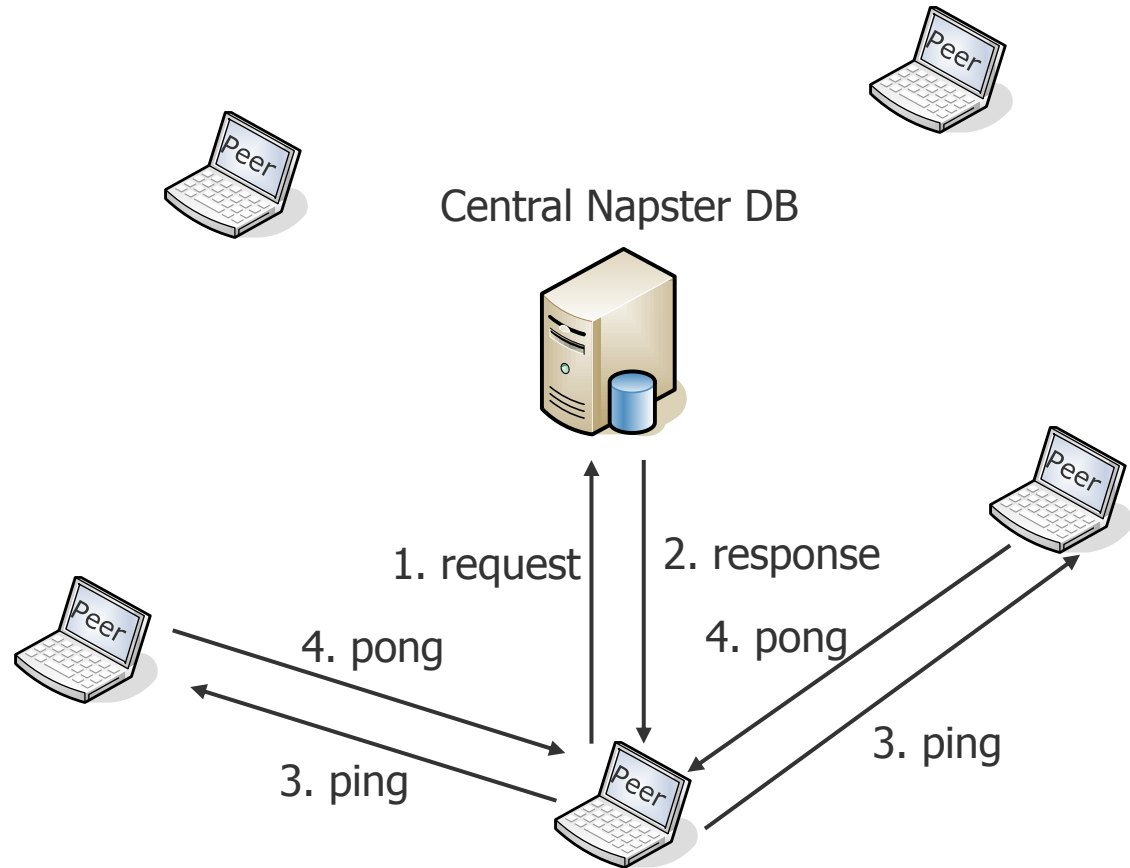 Peer
Peer
Central Napster DB
Peer
1. request
2. response
Peer
4. pong
4. pong
3. ping
3. ping
Peer